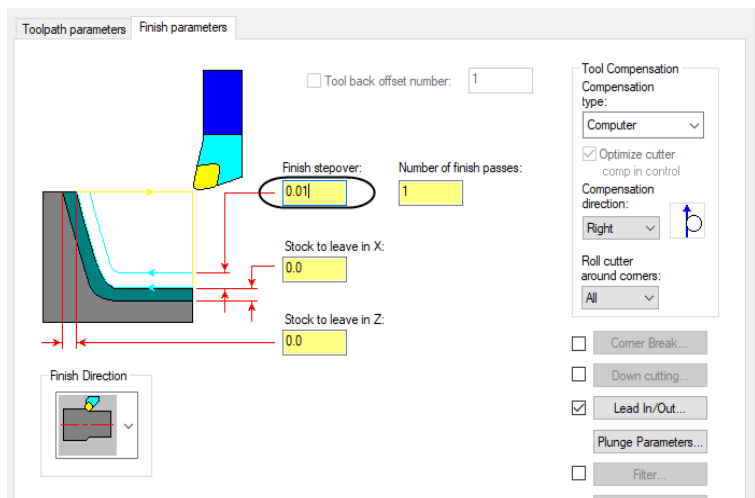 Toolpath parameters
Finish parameters
Tool back offset number:
1
Finish stepover:
0.01
Number of finish passes:
1
Stock to leave in X:
0.0
Stock to leave in Z:
0.0
Finish Direction
Tool Compensation
Compensation
type:
Computer
Optimize cutter
comp in control
Compensation
direction:
Right
Roll cutter
around corners:
All
Corner Break...
Down cutting...
Lead In/Out...
Plunge Parameters...
Filter...